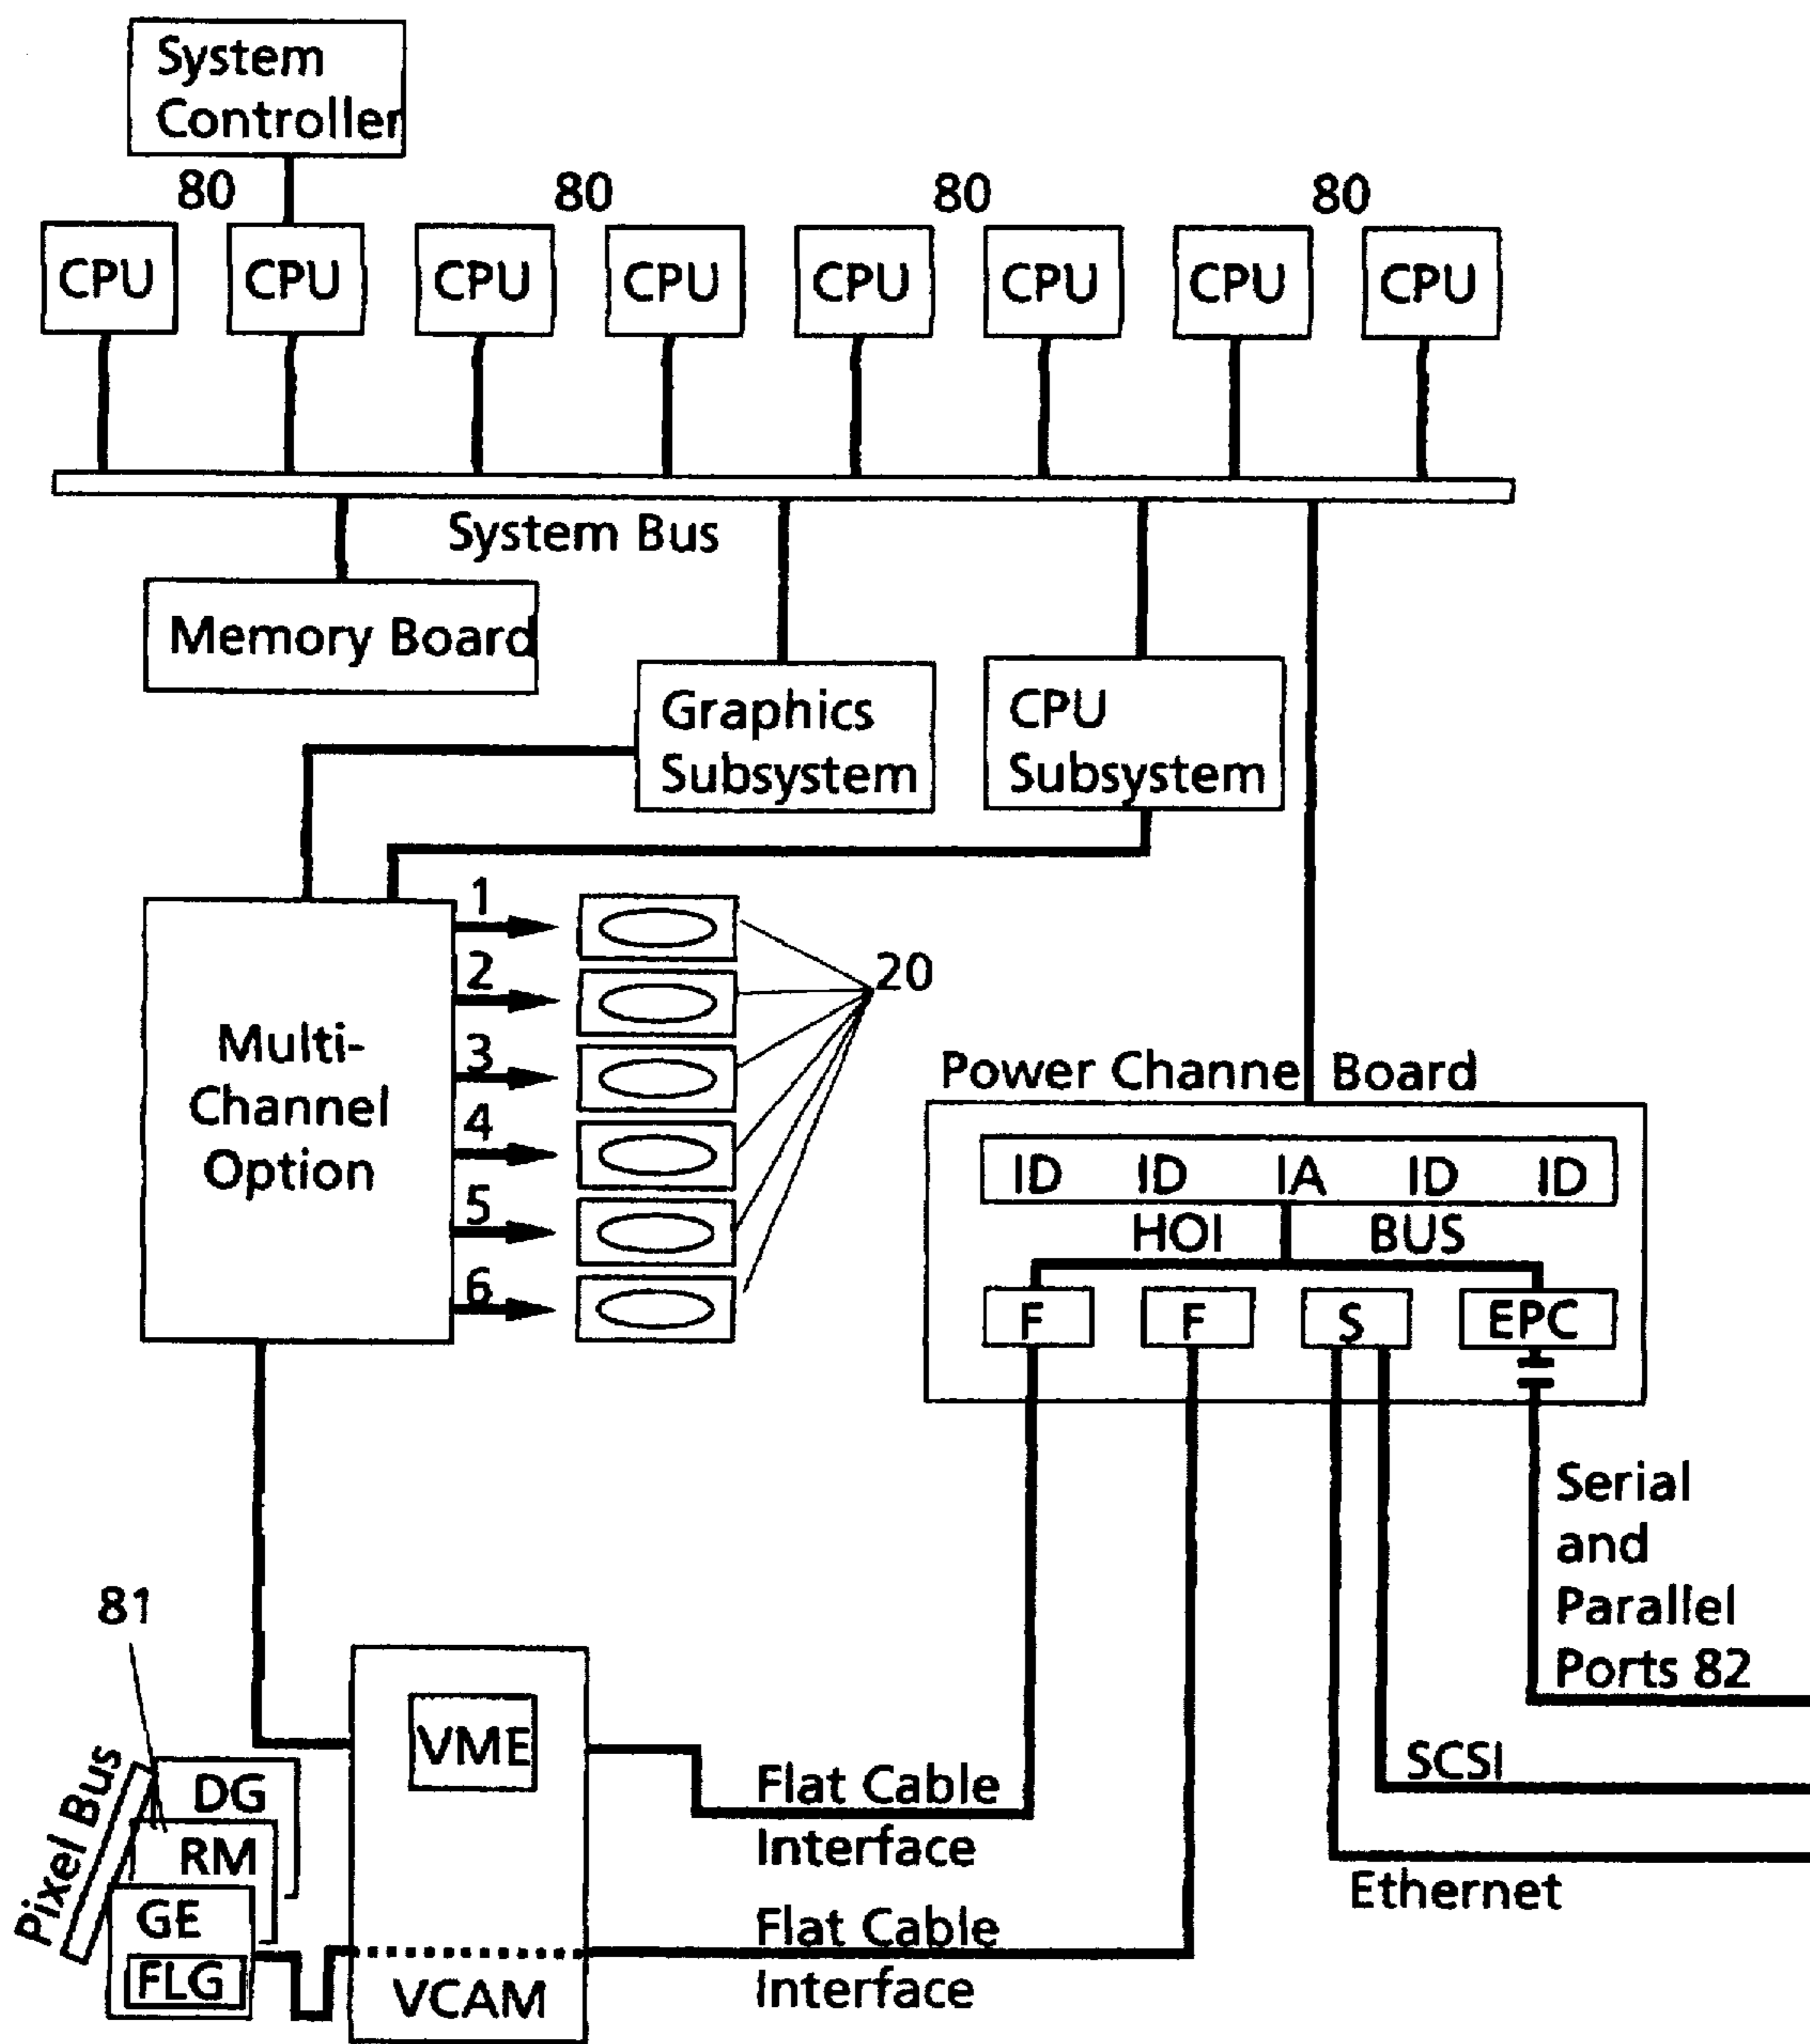 System
Controller
80 80 80 80
CPU CPU CPU CPU CPU CPU CPU CPU
System Bus
Memory Board
Graphics
Subsystem
CPU
Subsystem
Multi-
Channel
Option
1
2
3
4
5
6
20
Power Channel Board
ID ID IA ID ID
HOI BUS
F F S EPC
Serial
and
Parallel
Ports 82
SCSI
Ethernet
81
Pixel Bus
DG
RM
GE
FLG
VME
VCAM
Flat Cable
Interface
Flat Cable
Interface